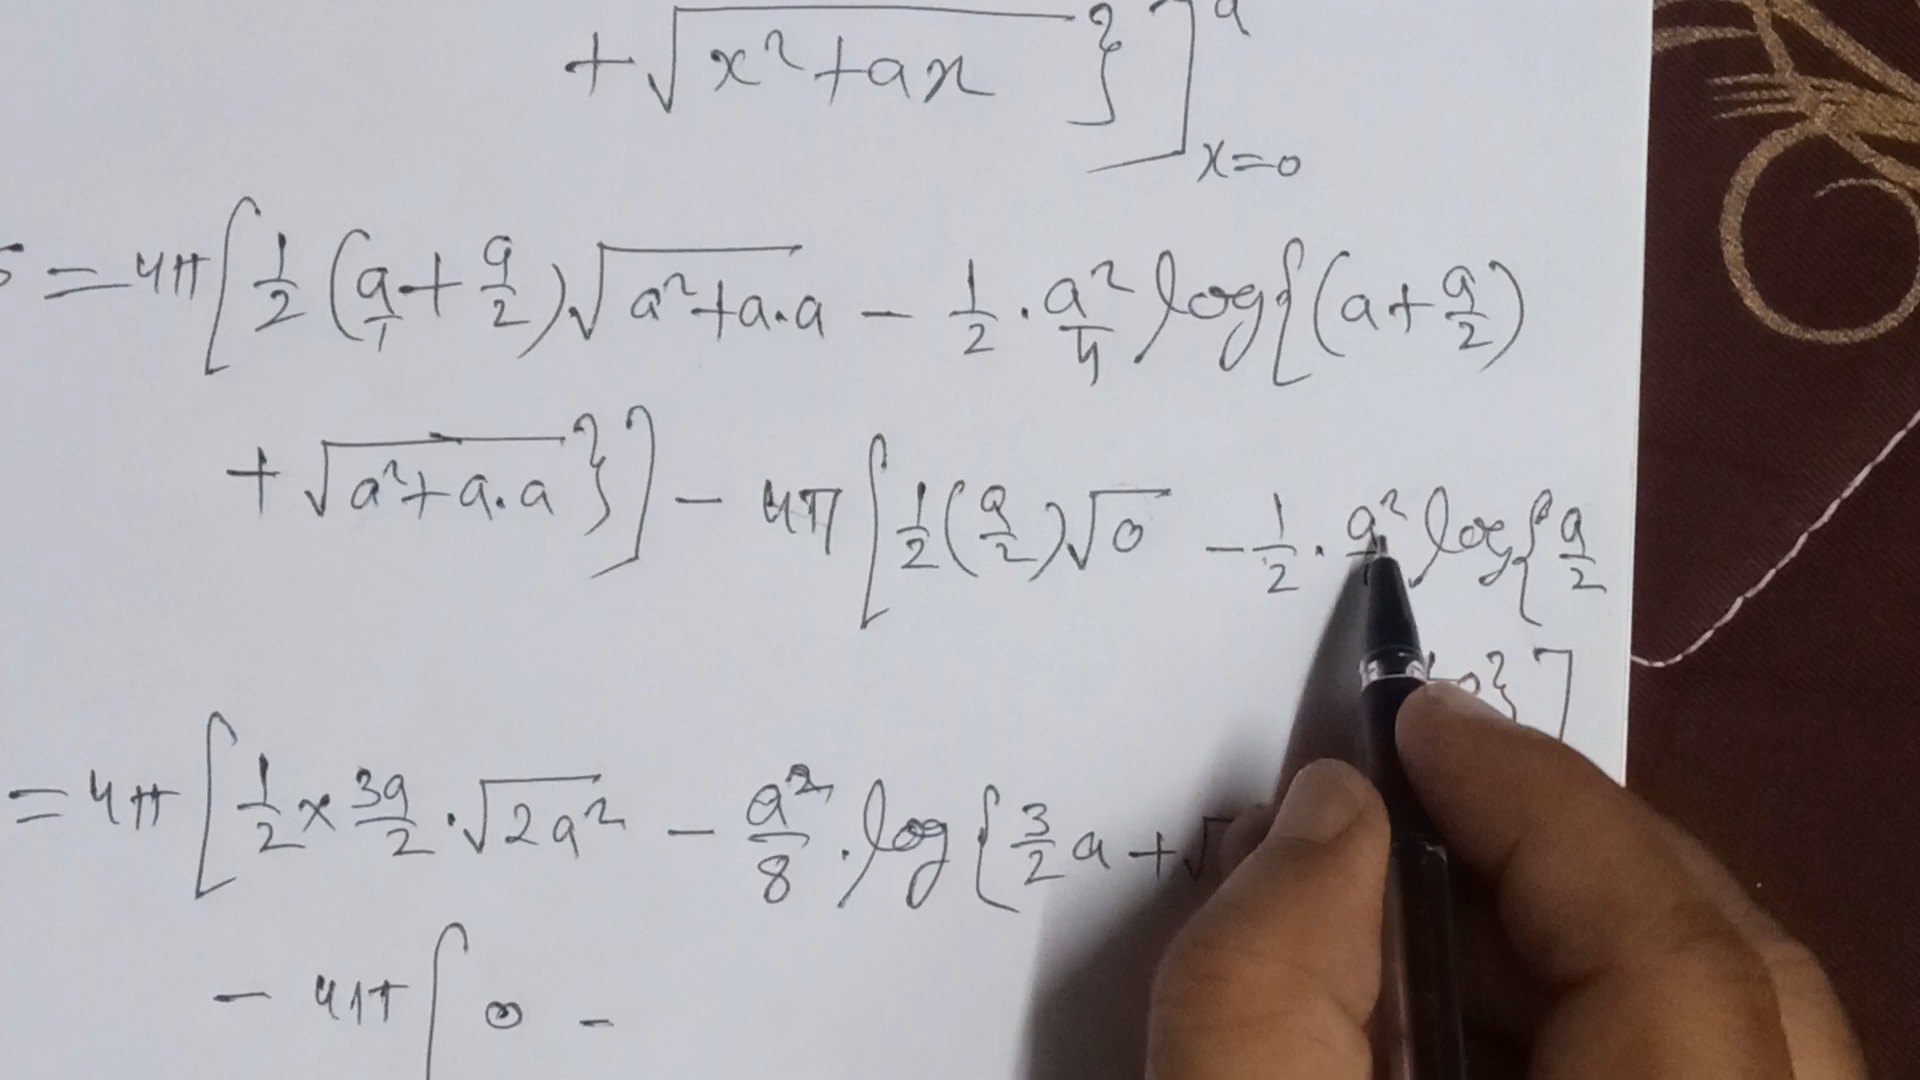 +√(x²+ax) }]ᵃ
x=0
S = 4π[1/2 (a/1 + a/2)√(a²+a.a) - 1/2 . a²/4 log{(a + a/2)
+ √(a²+a.a)}] - 4π[1/2 (a/2)√0 - 1/2 . a² log{a/2
+0}]
= 4π[1/2 × 3a/2 . √(2a²) - a²/8 . log{3/2 a + √
- 4π[0 -